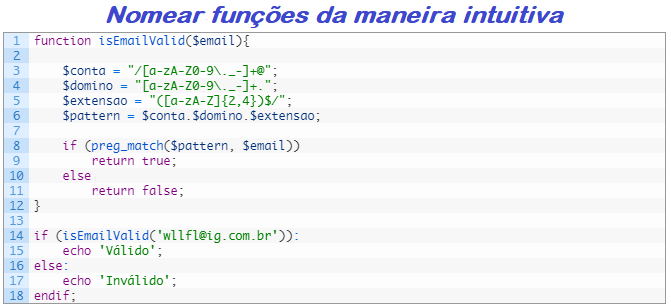 Nomear funções da maneira intuitiva
1 function isEmailValid($email){
2
3     $conta = "/[a-zA-Z0-9\._-]+@";
4     $domino = "[a-zA-Z0-9\._-]+.";
5     $extensao = "([a-zA-Z]{2,4})$/";
6     $pattern = $conta.$domino.$extensao;
7
8     if (preg_match($pattern, $email))
9         return true;
10     else
11         return false;
12 }
13
14 if (isEmailValid('wllfl@ig.com.br')):
15     echo 'Válido';
16 else:
17     echo 'Inválido';
18 endif;